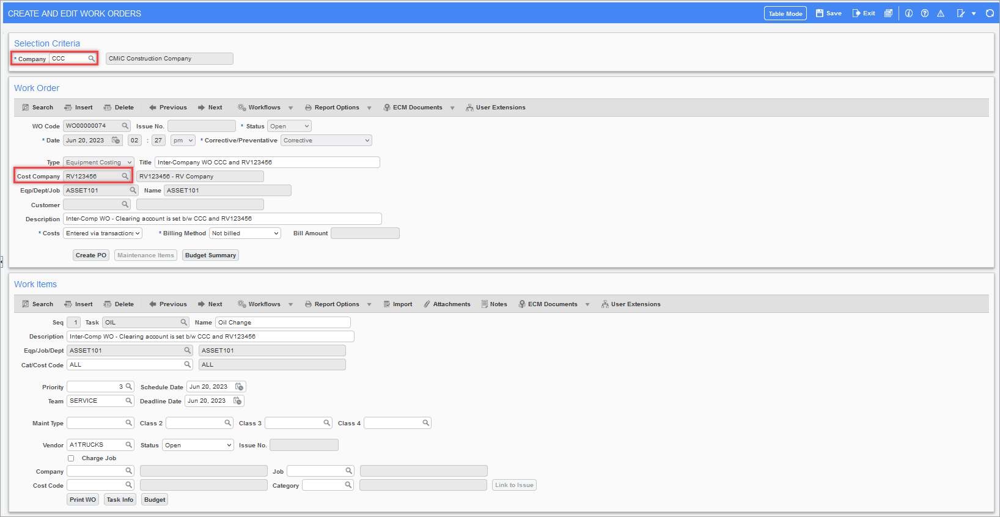 CREATE AND EDIT WORK ORDERS Table Mode Save Exit
Selection Criteria
* Company CCC CMiC Construction Company
Work Order
Search Insert Delete Previous Next Workflows Report Options ECM Documents User Extensions
WO Code WO00000074 Issue No. * Status Open
* Date Jun 20, 2023 02 : 27 pm * Corrective/Preventative Corrective
Type Equipment Costing Title Inter-Company WO CCC and RV123456
Cost Company RV123456 RV123456 - RV Company
Eqp/Dept/Job ASSET101 Name ASSET101
Customer
Description Inter-Comp WO - Clearing account is set b/w CCC and RV123456
* Costs Entered via transactions * Billing Method Not billed Bill Amount
Create PO Maintenance Items Budget Summary
Work Items
Search Insert Delete Previous Next Workflows Report Options Import Attachments Notes ECM Documents User Extensions
Seq 1 Task OIL Name Oil Change
Description Inter-Comp WO - Clearing account is set b/w CCC and RV123456
Eqp/Job/Dept ASSET101 ASSET101
Cat/Cost Code ALL ALL
Priority 3 Schedule Date Jun 20, 2023
Team SERVICE Deadline Date Jun 20, 2023
Maint Type Class 2 Class 3 Class 4
Vendor A1TRUCKS Status Open Issue No.
Charge Job
Company Job
Cost Code Category Link to Issue
Print WO Task Info Budget